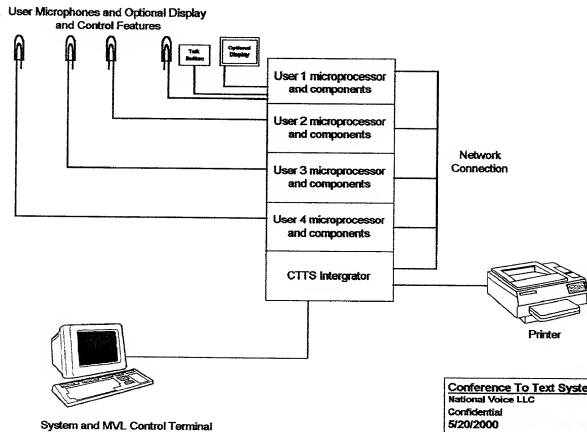 User Microphones and Optional Display
and Control Features
Talk
Button
Optional
Display
User 1 microprocessor
and components
User 2 microprocessor
and components
User 3 microprocessor
and components
User 4 microprocessor
and components
CTTS Intergrator
Network
Connection
Printer
System and MVL Control Terminal
Conference To Text Syste
National Voice LLC
Confidential
5/20/2000